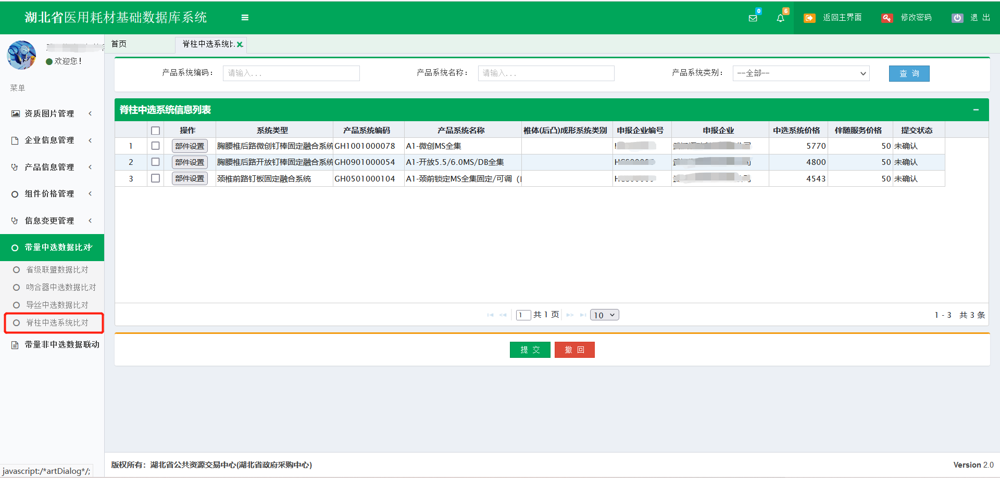 湖北省医用耗材基础数据库系统
0
6
返回主界面
修改密码
退 出
欢迎您！
菜单
资质图片管理
企业信息管理
产品信息管理
组件价格管理
信息变更管理
带量中选数据比对
省级联盟数据比对
吻合器中选数据比对
导丝中选数据比对
脊柱中选系统比对
带量非中选数据联动
首页
脊柱中选系统比
产品系统编码：
请输入...
产品系统名称：
请输入...
产品系统类别：
--全部--
查 询
脊柱中选系统信息列表
操作 系统类型 产品系统编码 产品系统名称 椎体(后凸)成形系统类别 申报企业编号 申报企业 中选系统价格 伴随服务价格 提交状态
1 部件设置 胸腰椎后路微创钉棒固定融合系统 GH1001000078 A1-微创MS全集 5770 50 未确认
2 部件设置 胸腰椎后路开放钉棒固定融合系统 GH0901000054 A1-开放5.5/6.0MS/DB全集 4800 50 未确认
3 部件设置 颈椎前路钉板固定融合系统 GH0501000104 A1-颈前锁定MS全集固定/可调（ 4543 50 未确认
1 共 1 页 10
1 - 3 共 3 条
提 交
撤 回
版权所有：湖北省公共资源交易中心(湖北省政府采购中心)
Version 2.0
javascript:/*artDialog*/;